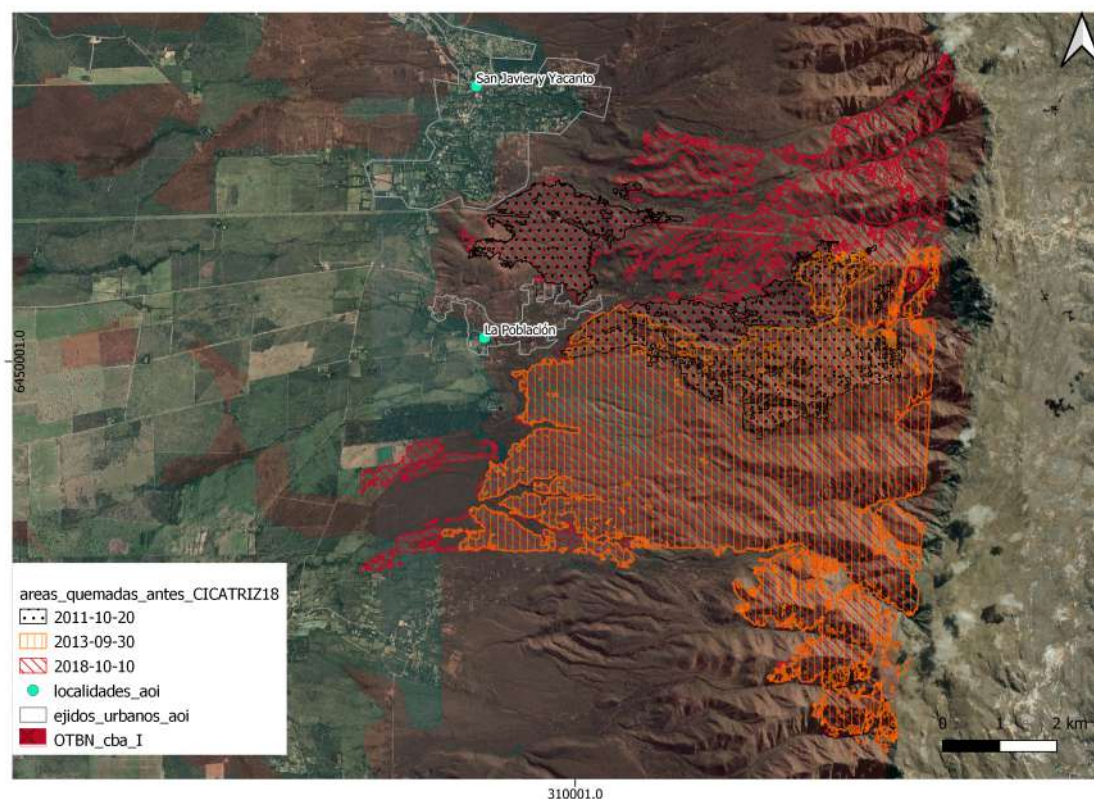 San Javier y Yacanto
La Población
6450001.0
areas_quemadas_antes_CICATRIZ18
2011-10-20
2013-09-30
2018-10-10
localidades_aoi
ejidos_urbanos_aoi
OTBN_cba_I
0 1 2 km
310001.0